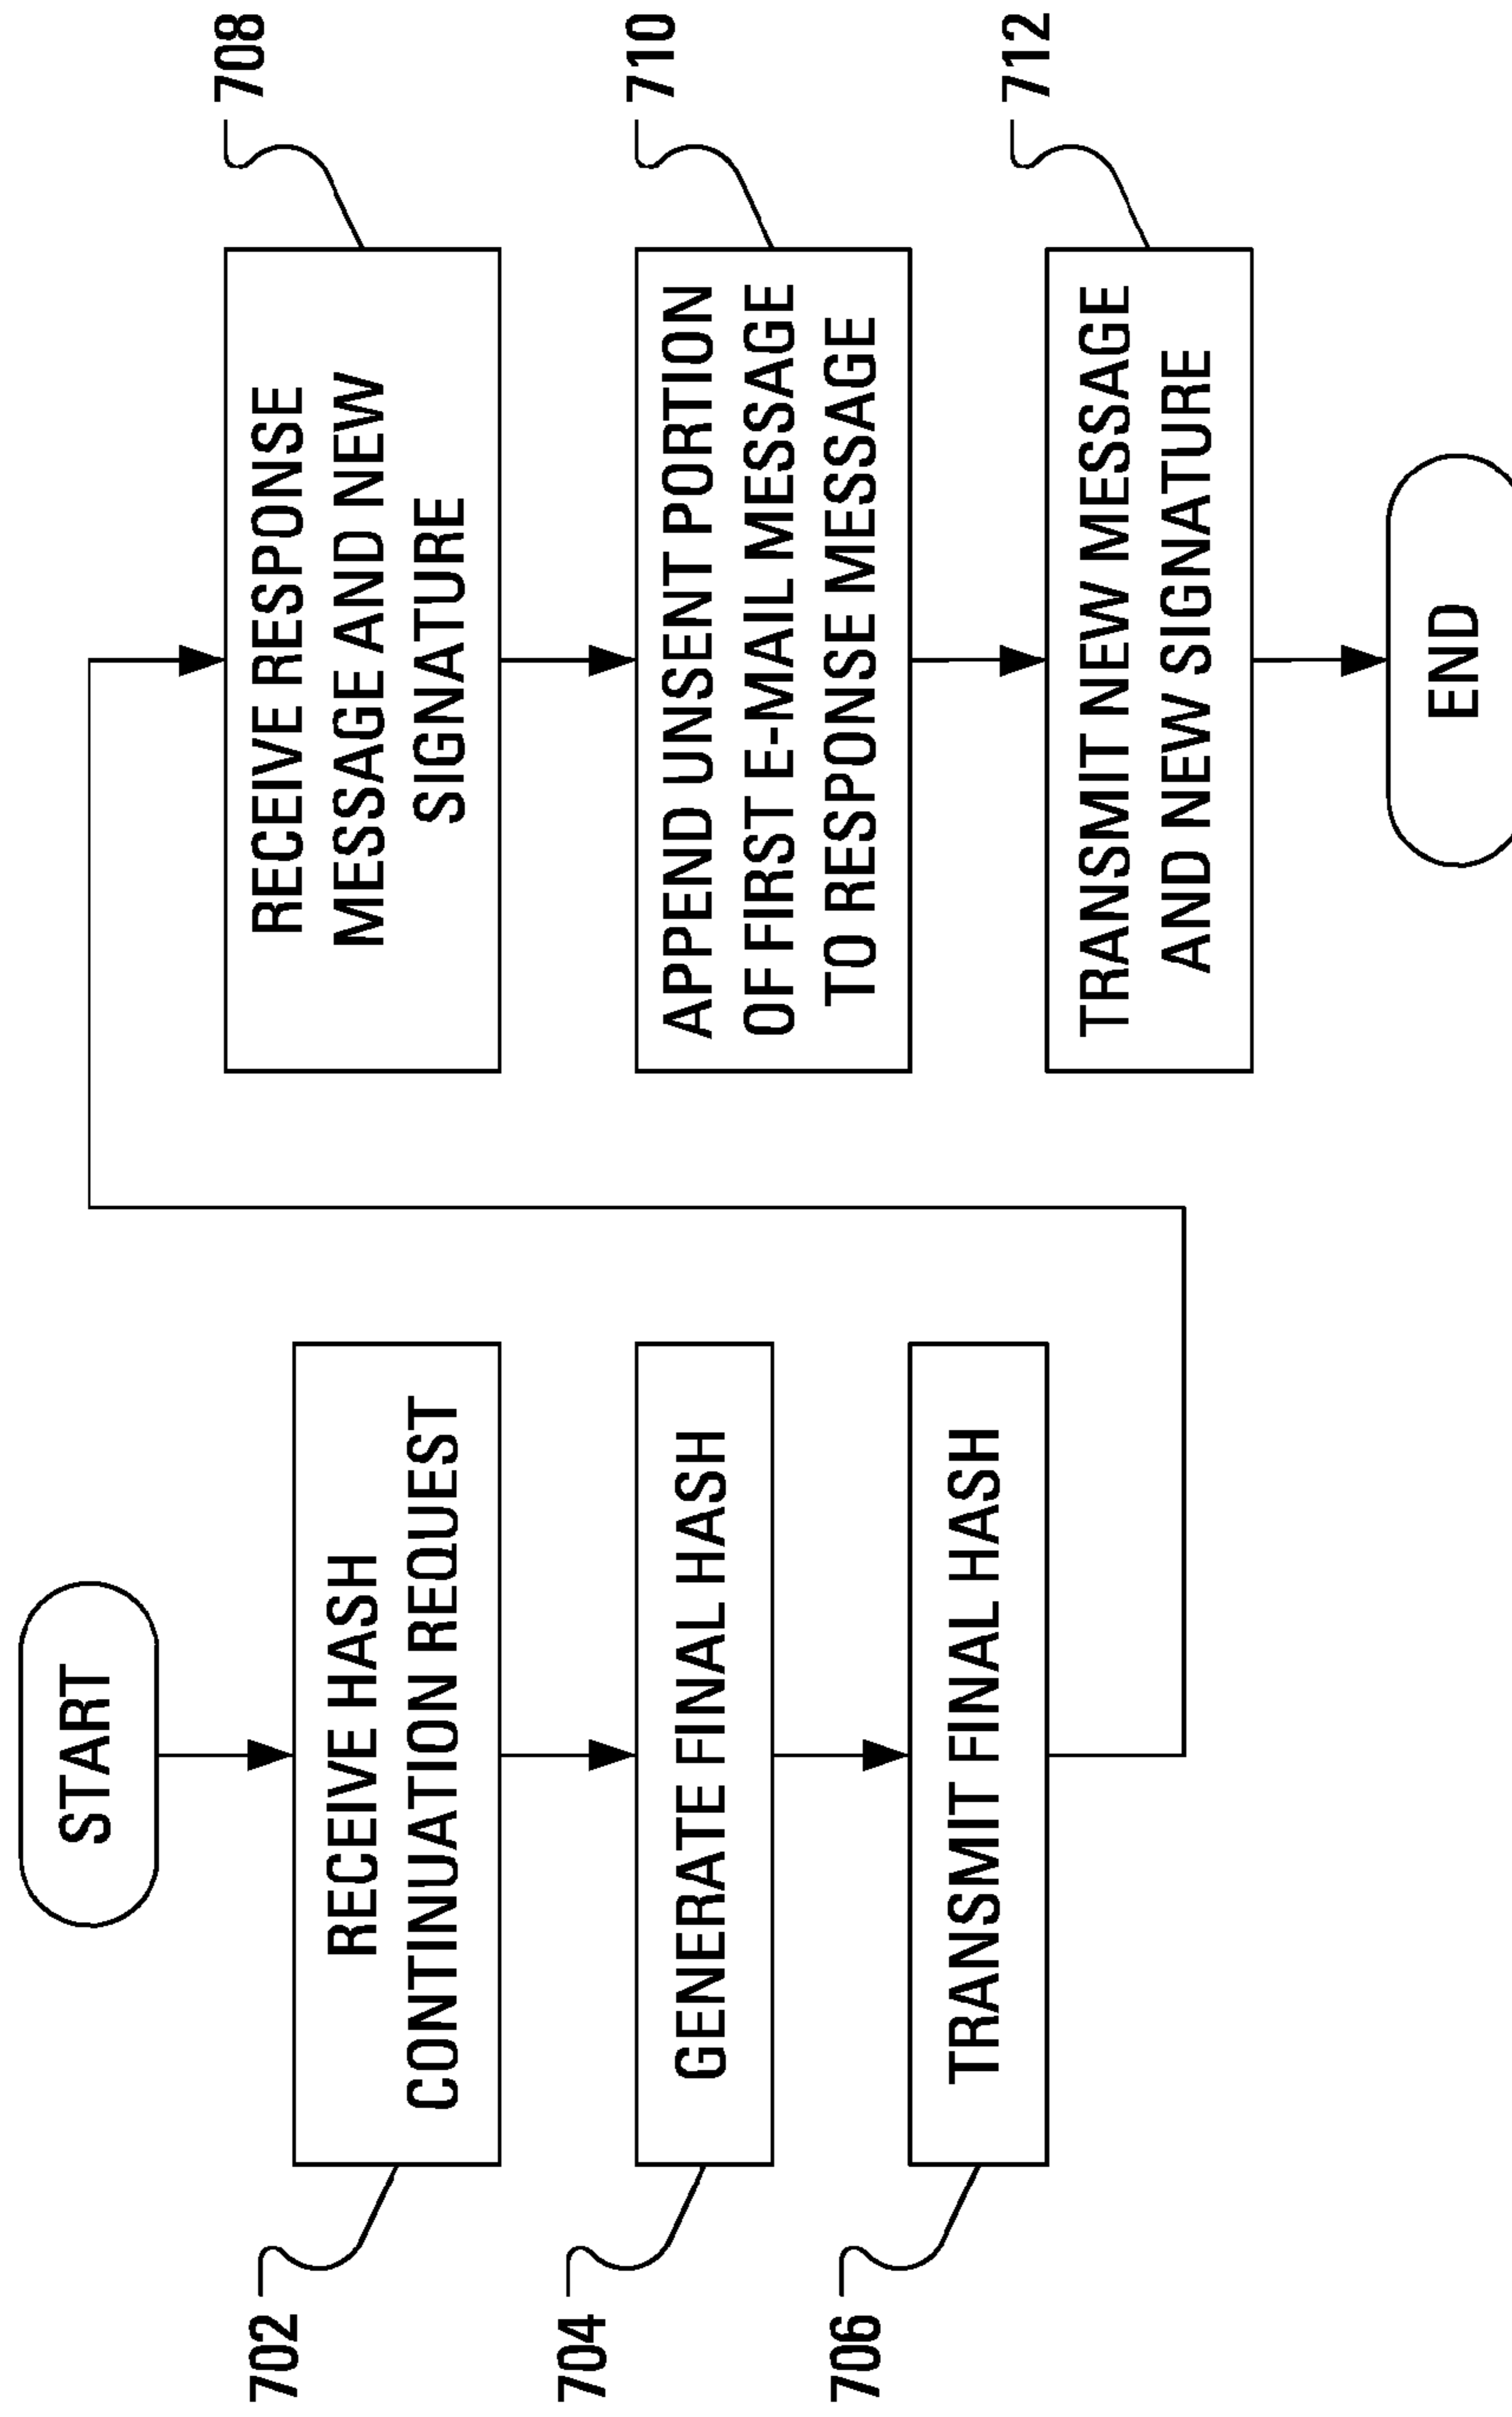 START
RECEIVE HASH
CONTINUATION REQUEST
702
GENERATE FINAL HASH
704
TRANSMIT FINAL HASH
706
RECEIVE RESPONSE
MESSAGE AND NEW
SIGNATURE
708
APPEND UNSENT PORTION
OF FIRST E-MAIL MESSAGE
TO RESPONSE MESSAGE
710
TRANSMIT NEW MESSAGE
AND NEW SIGNATURE
712
END